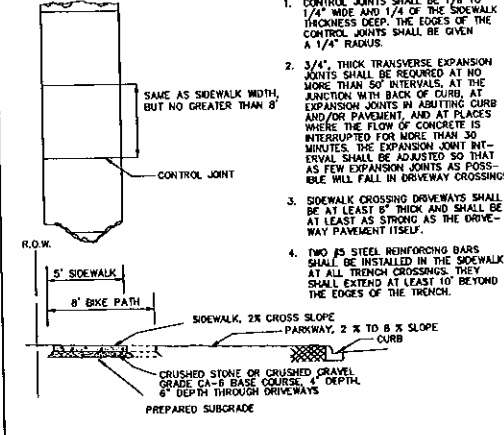 1. CONTROL JOINTS SHALL BE 1/8" TO
1/4" WIDE AND 1/4 OF THE SIDEWALK
THICKNESS DEEP. THE EDGES OF THE
CONTROL JOINTS SHALL BE GIVEN
A 1/4" RADIUS.
2. 3/4", THICK TRANSVERSE EXPANSION
JOINTS SHALL BE REQUIRED AT NO
MORE THAN 50' INTERVALS, AT THE
JUNCTION WITH BACK OF CURB, AT
EXPANSION JOINTS IN ABUTTING CURB
AND/OR PAVEMENT, AND AT PLACES
WHERE THE FLOW OF CONCRETE IS
INTERRUPTED FOR MORE THAN 30
MINUTES. THE EXPANSION JOINT INT-
ERVAL SHALL BE ADJUSTED SO THAT
AS FEW EXPANSION JOINTS AS POSS-
IBLE WILL FALL IN DRIVEWAY CROSSINGS
3. SIDEWALK CROSSING DRIVEWAYS SHALL
BE AT LEAST 6" THICK AND SHALL BE
AT LEAST AS STRONG AS THE DRIVE-
WAY PAVEMENT ITSELF.
4. TWO #5 STEEL REINFORCING BARS
SHALL BE INSTALLED IN THE SIDEWALK
AT ALL TRENCH CROSSINGS. THEY
SHALL EXTEND AT LEAST 10' BEYOND
THE EDGES OF THE TRENCH.
SAME AS SIDEWALK WIDTH,
BUT NO GREATER THAN 8'
CONTROL JOINT
R.O.W.
5' SIDEWALK
8' BIKE PATH
SIDEWALK, 2% CROSS SLOPE
PARKWAY, 2 % TO 8 % SLOPE
CURB
CRUSHED STONE OR CRUSHED GRAVEL
GRADE CA-6 BASE COURSE, 4" DEPTH,
6" DEPTH THROUGH DRIVEWAYS
PREPARED SUBGRADE